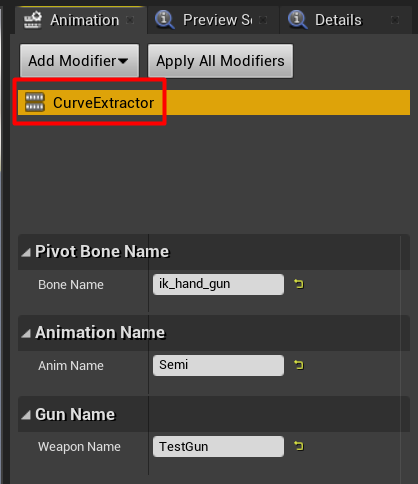 Animation Preview Se Details
Add Modifier Apply All Modifiers
CurveExtractor
Pivot Bone Name
Bone Name ik_hand_gun
Animation Name
Anim Name Semi
Gun Name
Weapon Name TestGun